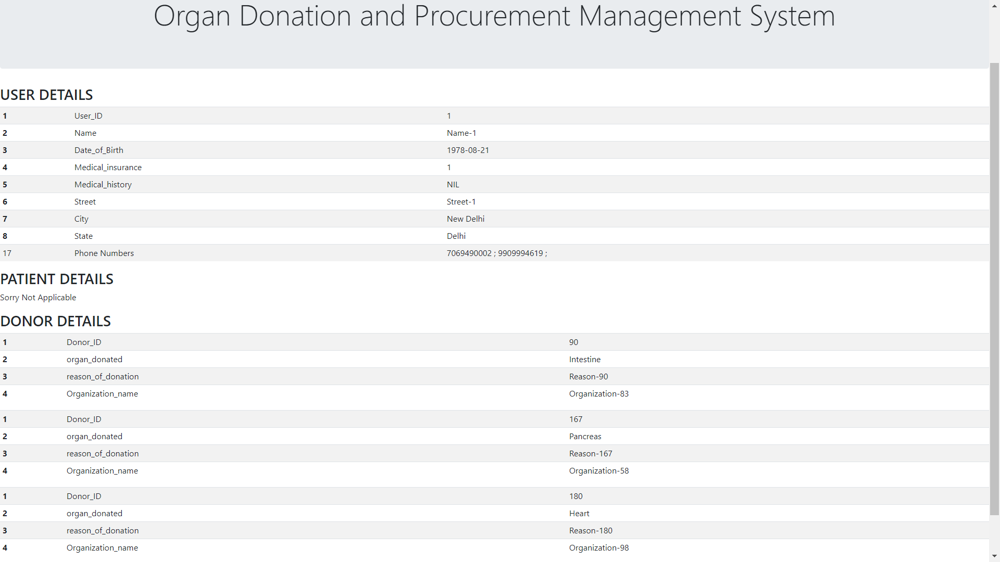 Organ Donation and Procurement Management System
USER DETAILS
1 User_ID 1
2 Name Name-1
3 Date_of_Birth 1978-08-21
4 Medical_insurance 1
5 Medical_history NIL
6 Street Street-1
7 City New Delhi
8 State Delhi
17 Phone Numbers 7069490002 ; 9909994619 ;
PATIENT DETAILS
Sorry Not Applicable
DONOR DETAILS
1 Donor_ID 90
2 organ_donated Intestine
3 reason_of_donation Reason-90
4 Organization_name Organization-83
1 Donor_ID 167
2 organ_donated Pancreas
3 reason_of_donation Reason-167
4 Organization_name Organization-58
1 Donor_ID 180
2 organ_donated Heart
3 reason_of_donation Reason-180
4 Organization_name Organization-98